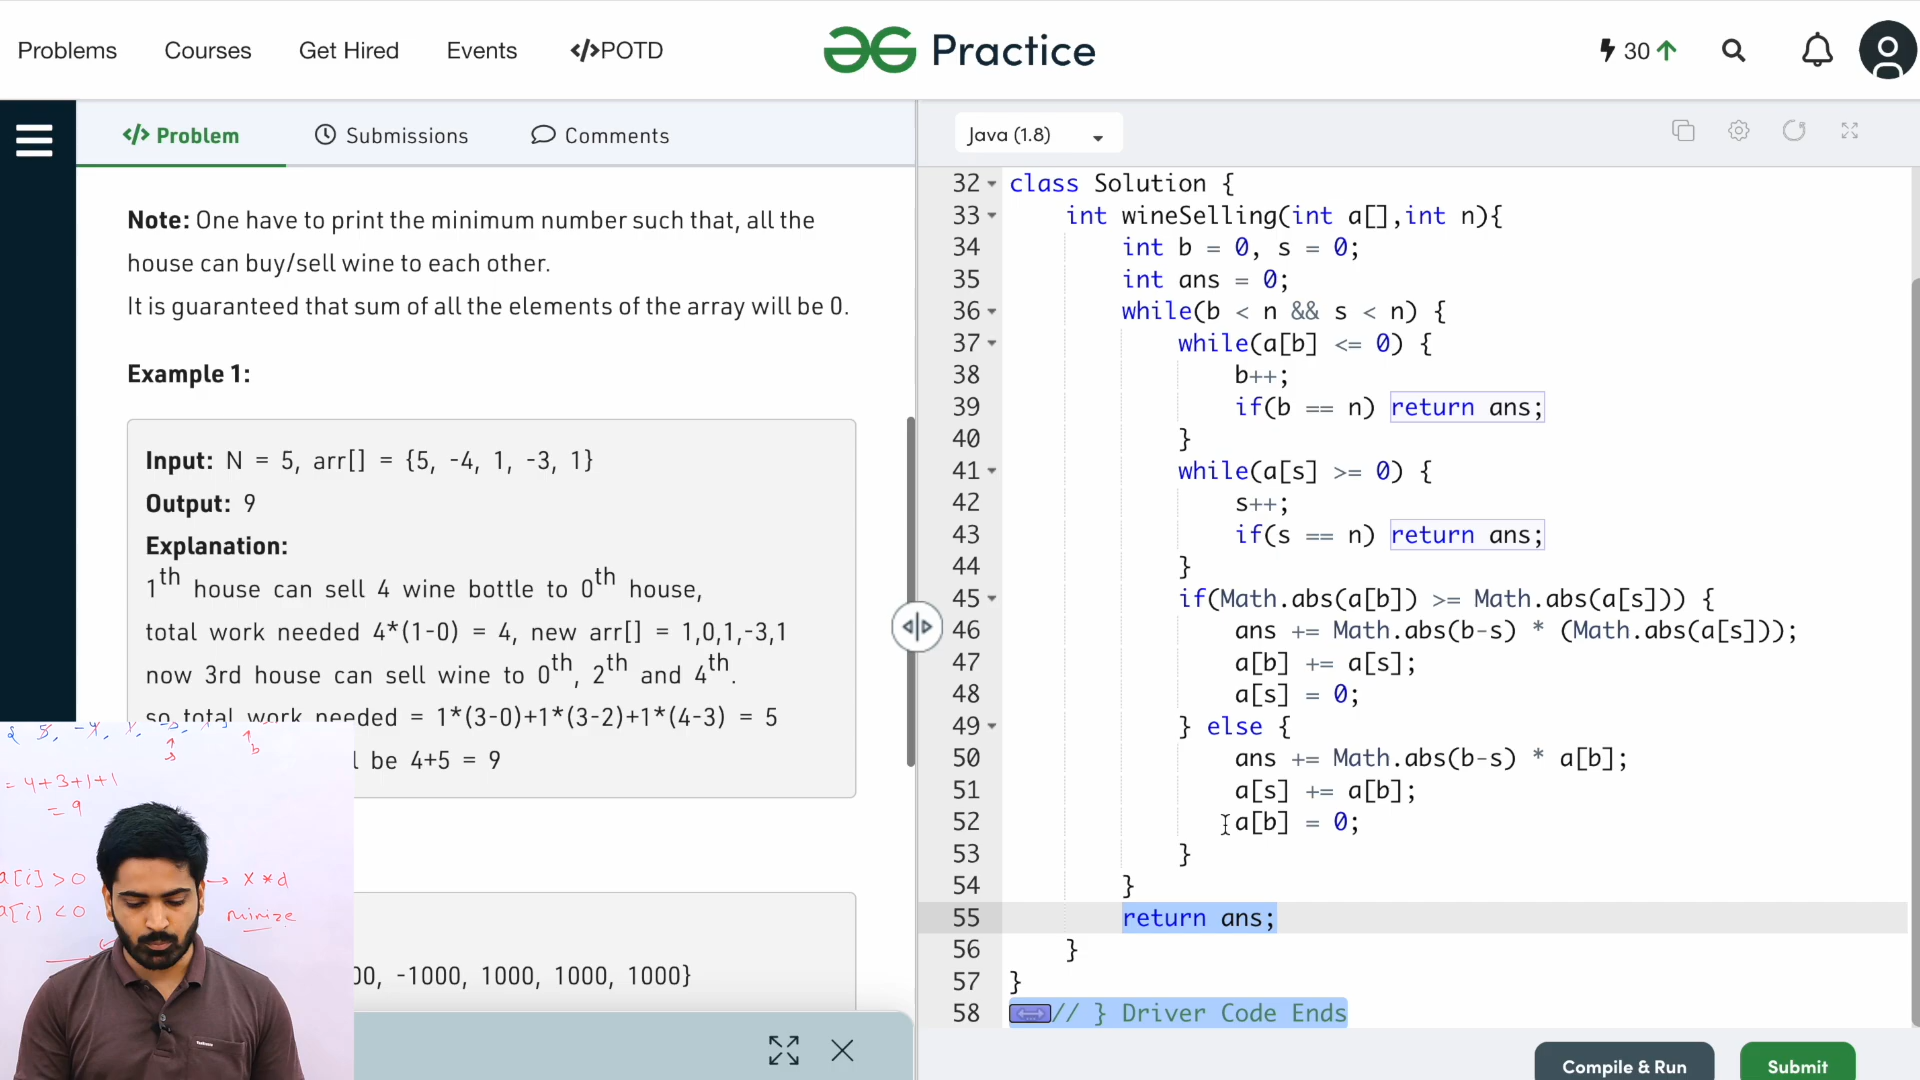 Problems Courses Get Hired Events </>POTD Practice 30
</> Problem Submissions Comments
Note: One have to print the minimum number such that, all the
house can buy/sell wine to each other.
It is guaranteed that sum of all the elements of the array will be 0.
Example 1:
Input: N = 5, arr[] = {5, -4, 1, -3, 1}
Output: 9
Explanation:
1th house can sell 4 wine bottle to 0th house,
total work needed 4*(1-0) = 4, new arr[] = 1,0,1,-3,1
now 3rd house can sell wine to 0th, 2th and 4th.
so total work needed = 1*(3-0)+1*(3-2)+1*(4-3) = 5
l be 4+5 = 9
00, -1000, 1000, 1000, 1000}
s b
= 4+3+1+1
= 9
a[i] > 0 → x * d
a[i] < 0
Java (1.8)
32 class Solution {
33 int wineSelling(int a[],int n){
34 int b = 0, s = 0;
35 int ans = 0;
36 while(b < n && s < n) {
37 while(a[b] <= 0) {
38 b++;
39 if(b == n) return ans;
40 }
41 while(a[s] >= 0) {
42 s++;
43 if(s == n) return ans;
44 }
45 if(Math.abs(a[b]) >= Math.abs(a[s])) {
46 ans += Math.abs(b-s) * (Math.abs(a[s]));
47 a[b] += a[s];
48 a[s] = 0;
49 } else {
50 ans += Math.abs(b-s) * a[b];
51 a[s] += a[b];
52 a[b] = 0;
53 }
54 }
55 return ans;
56 }
57 }
58 // } Driver Code Ends
Compile & Run Submit